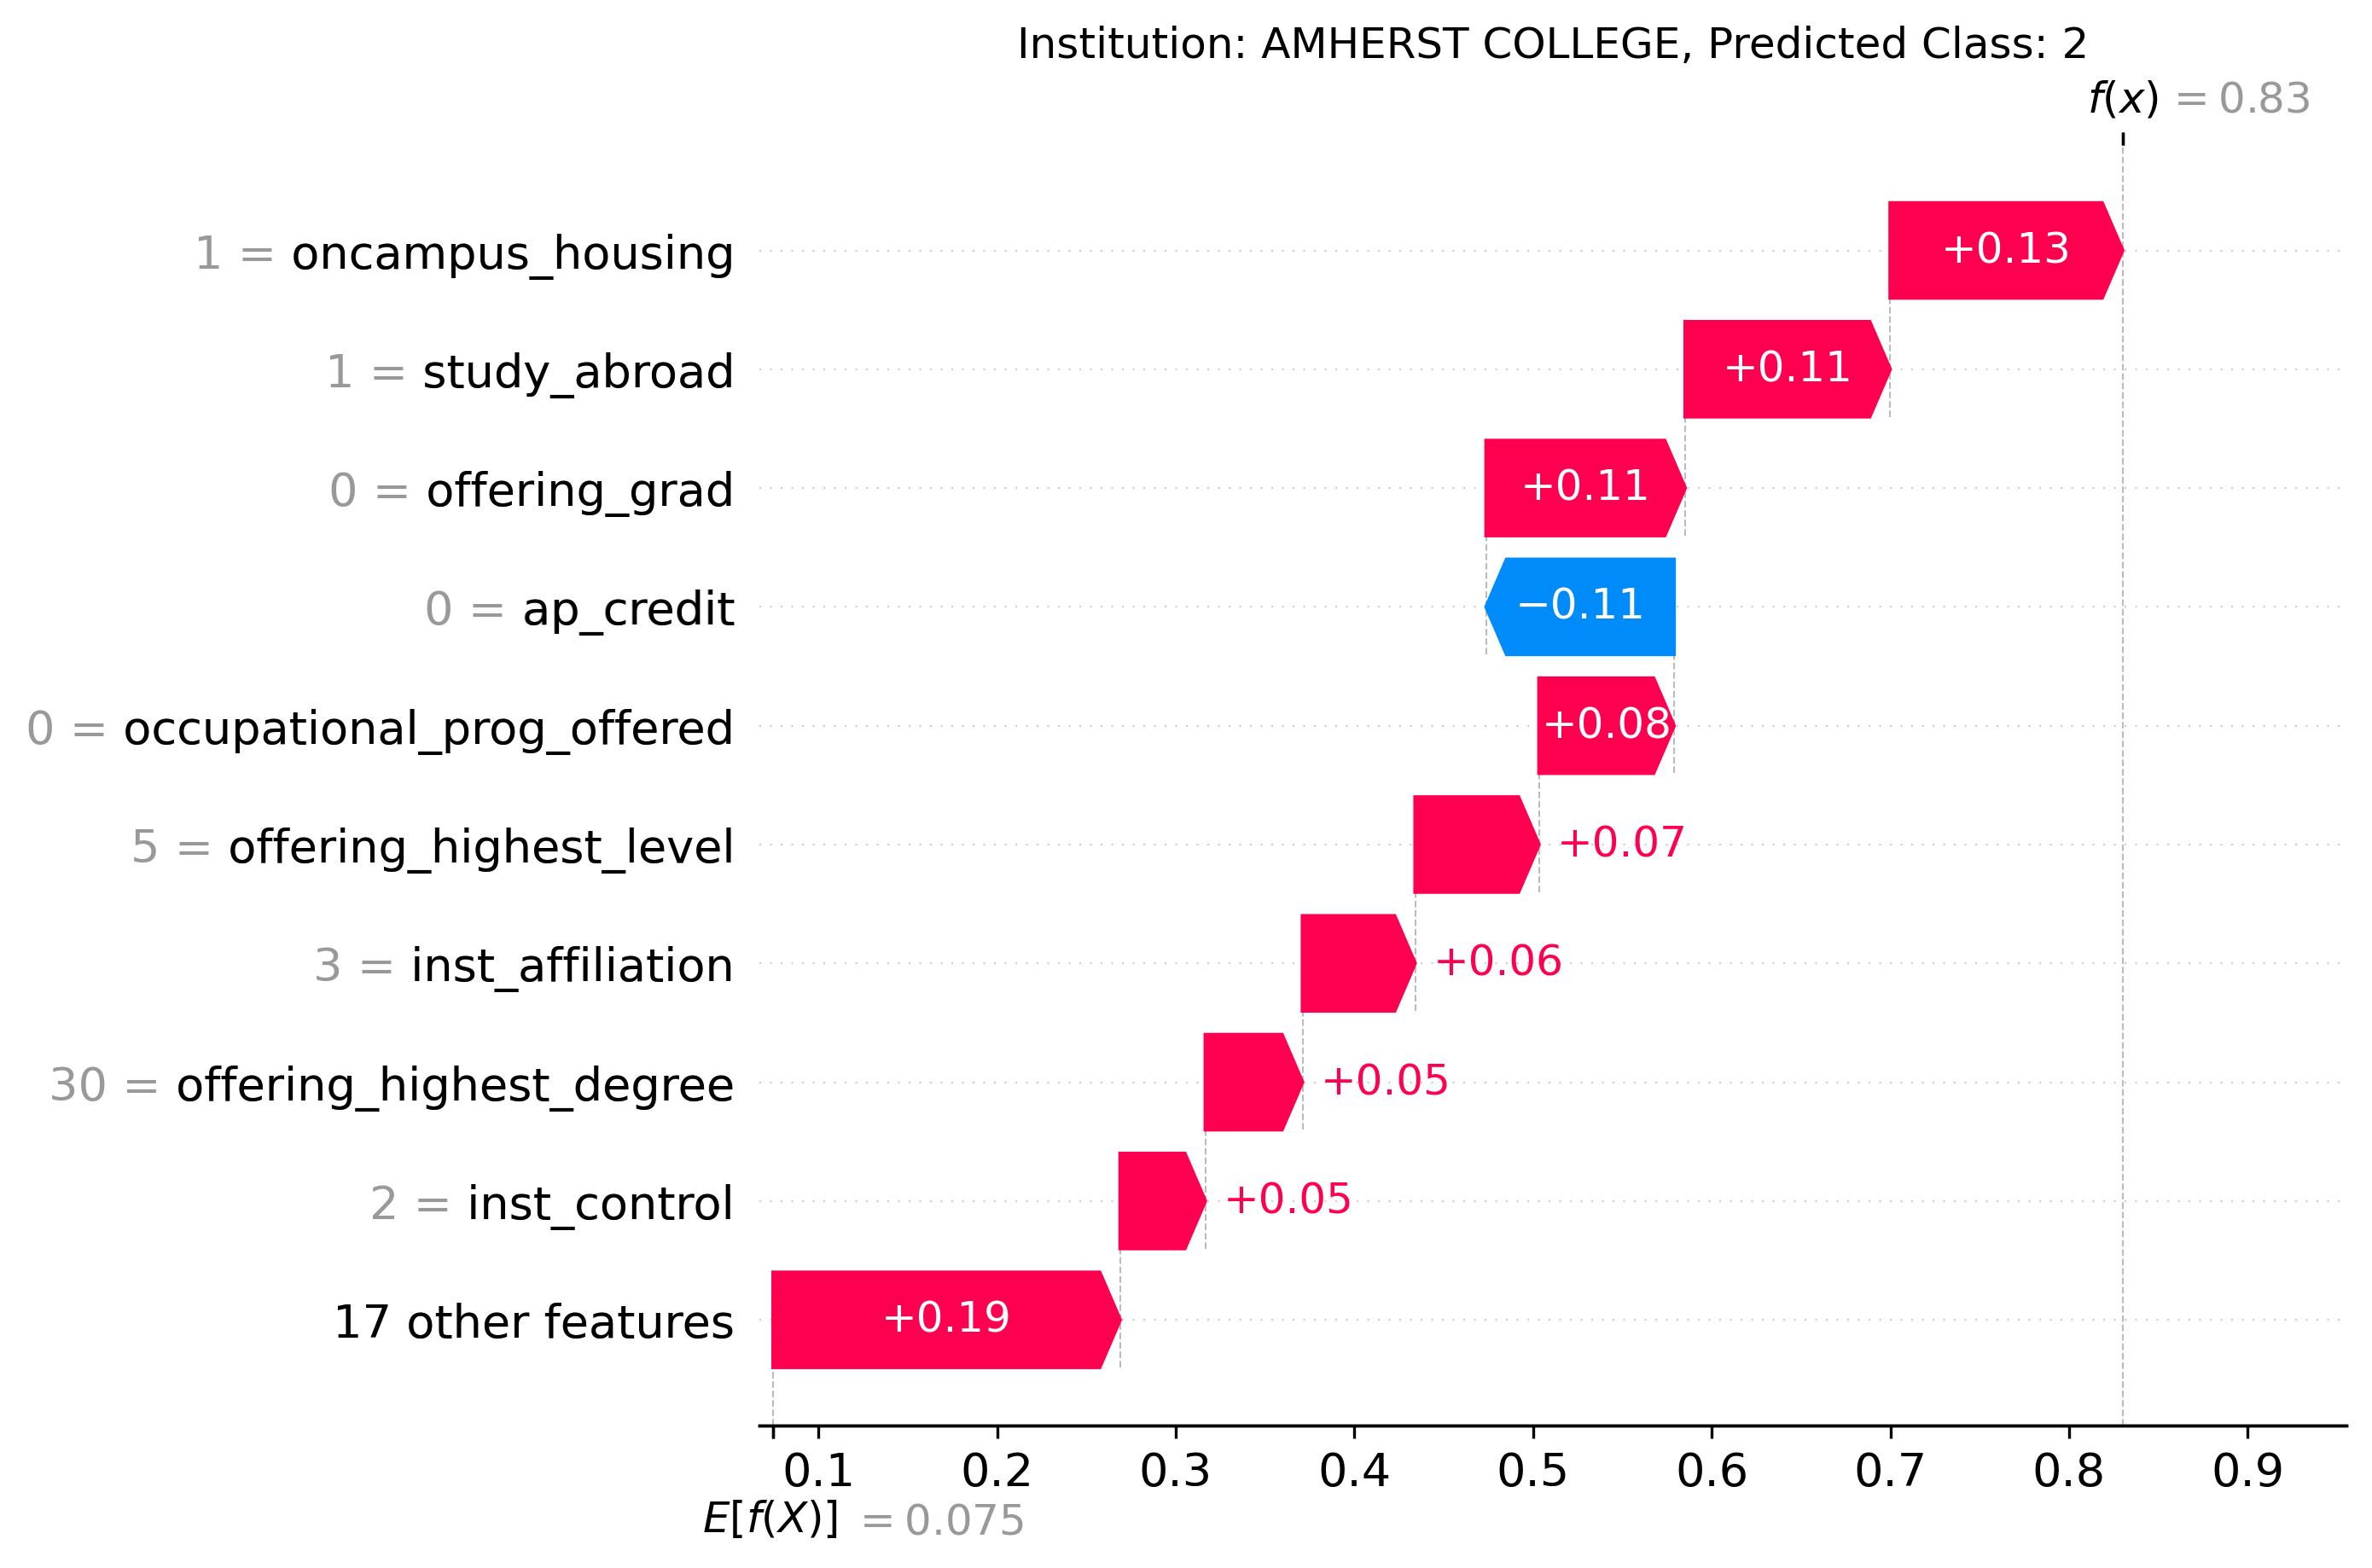 Institution: AMHERST COLLEGE, Predicted Class: 2
f(x) = 0.83
1 = oncampus_housing +0.13
1 = study_abroad +0.11
0 = offering_grad +0.11
0 = ap_credit −0.11
0 = occupational_prog_offered +0.08
5 = offering_highest_level +0.07
3 = inst_affiliation +0.06
30 = offering_highest_degree +0.05
2 = inst_control +0.05
17 other features +0.19
0.1 0.2 0.3 0.4 0.5 0.6 0.7 0.8 0.9
E[f(X)] = 0.075